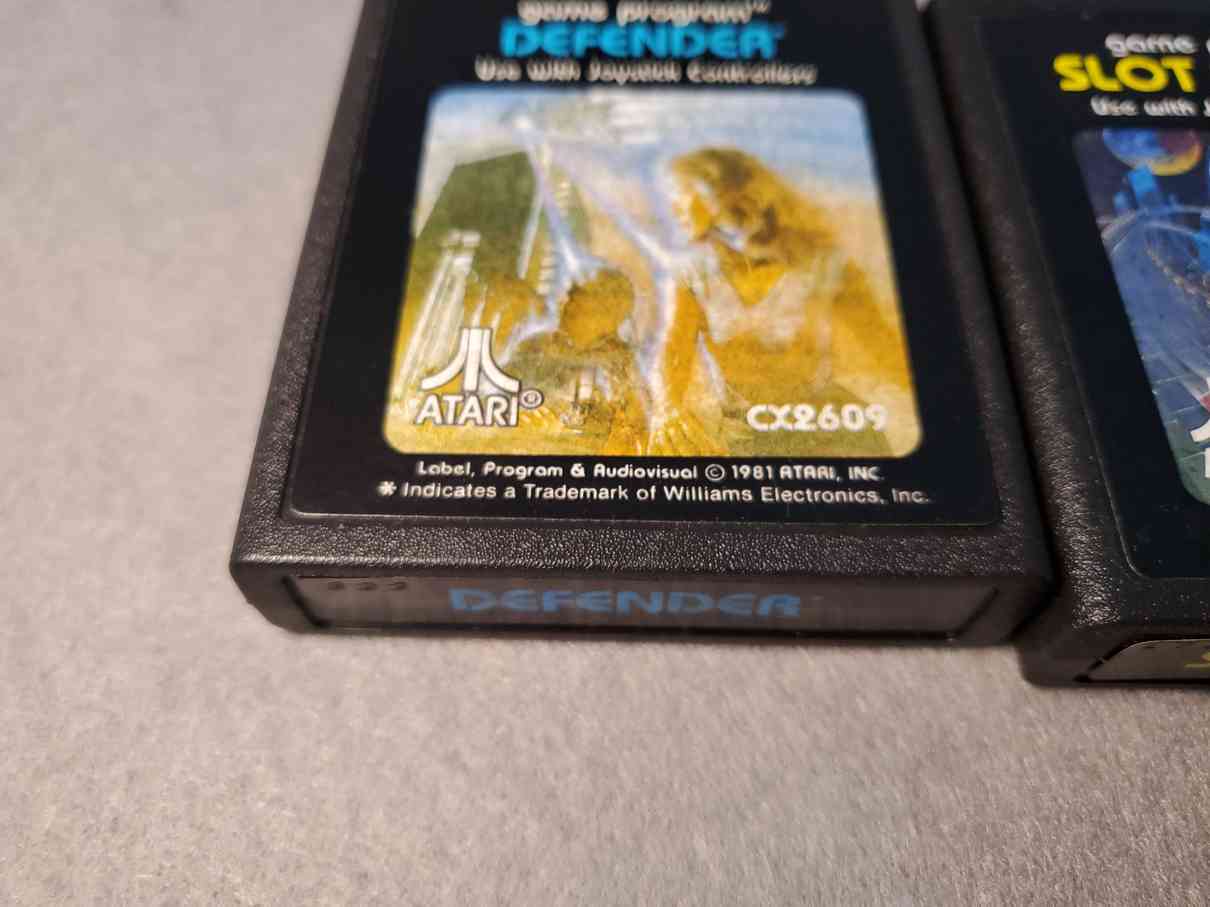 game program™
DEFENDER*
Use with Joystick Controllers
ATARI®
CX2609
Label, Program & Audiovisual © 1981 ATARI, INC.
* Indicates a Trademark of Williams Electronics, Inc.
DEFENDER
game
SLOT
Use with